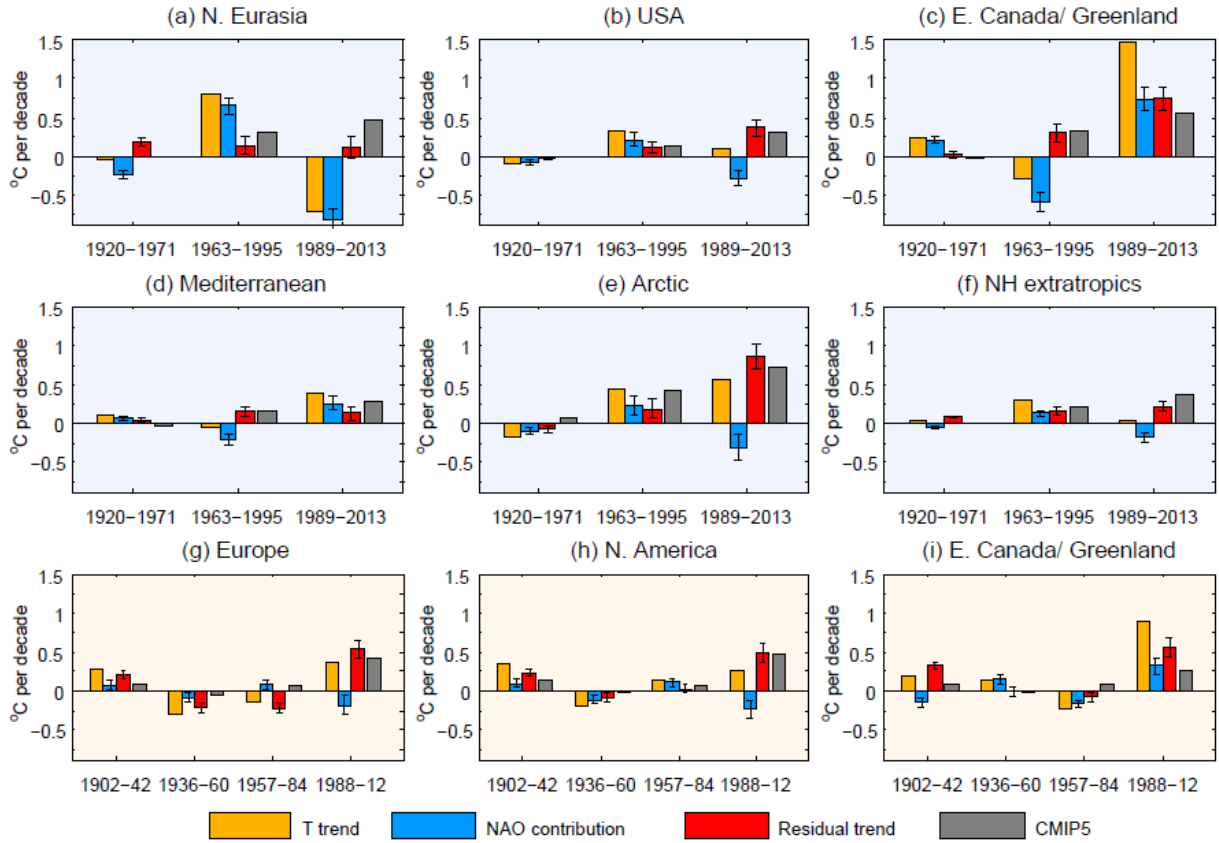 (a) N. Eurasia (b) USA (c) E. Canada/ Greenland
1.5 1.5 1.5
1 1 1
0.5 0.5 0.5
0 0 0
−0.5 −0.5 −0.5
°C per decade °C per decade °C per decade
1920−1971 1963−1995 1989−2013 1920−1971 1963−1995 1989−2013 1920−1971 1963−1995 1989−2013
(d) Mediterranean (e) Arctic (f) NH extratropics
1.5 1.5 1.5
1 1 1
0.5 0.5 0.5
0 0 0
−0.5 −0.5 −0.5
°C per decade °C per decade °C per decade
1920−1971 1963−1995 1989−2013 1920−1971 1963−1995 1989−2013 1920−1971 1963−1995 1989−2013
(g) Europe (h) N. America (i) E. Canada/ Greenland
1.5 1.5 1.5
1 1 1
0.5 0.5 0.5
0 0 0
−0.5 −0.5 −0.5
°C per decade °C per decade °C per decade
1902−42 1936−60 1957−84 1988−12 1902−42 1936−60 1957−84 1988−12 1902−42 1936−60 1957−84 1988−12
T trend NAO contribution Residual trend CMIP5